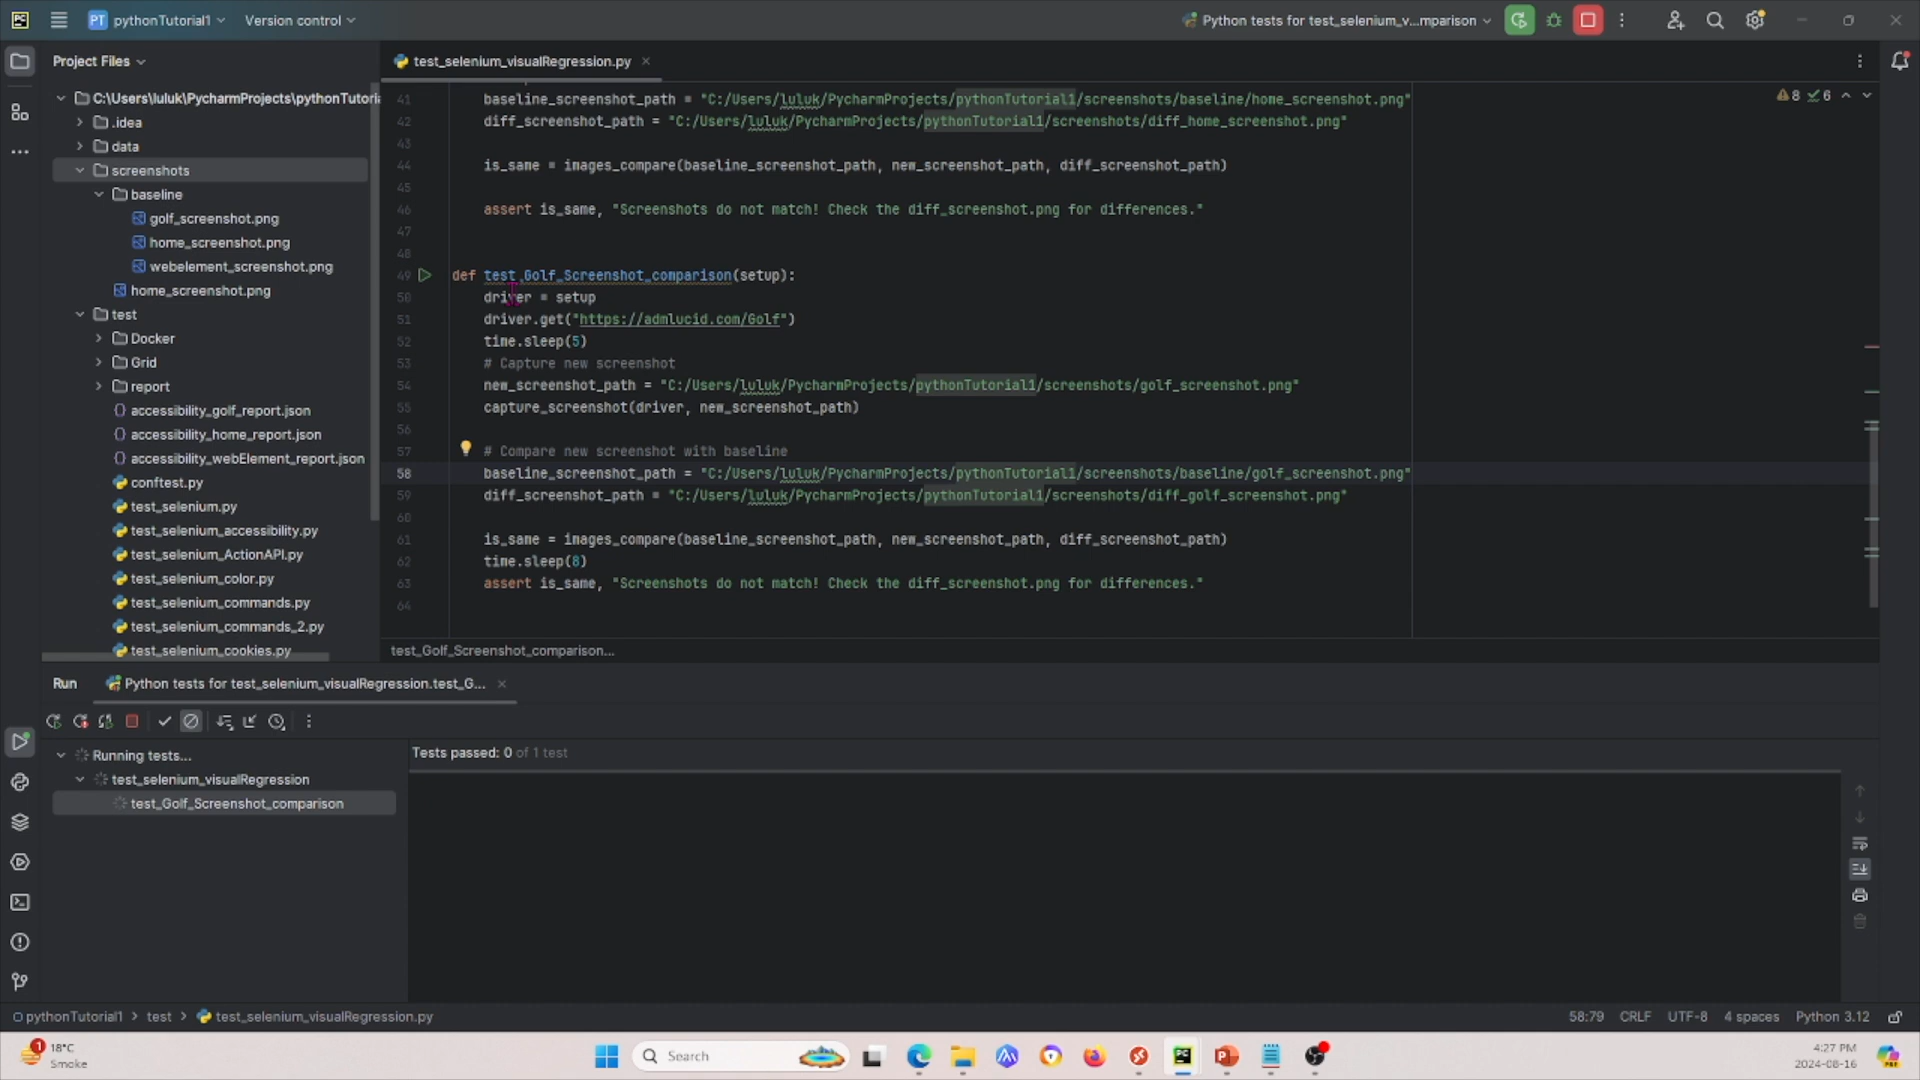 PC
PT pythonTutorial1
Version control
Python tests for test_selenium_v...mparison
Project Files
test_selenium_visualRegression.py
C:\Users\luluk\PycharmProjects\pythonTutoria
.idea
data
screenshots
baseline
golf_screenshot.png
home_screenshot.png
webelement_screenshot.png
home_screenshot.png
test
Docker
Grid
report
accessibility_golf_report.json
accessibility_home_report.json
accessibility_webElement_report.json
conftest.py
test_selenium.py
test_selenium_accessibility.py
test_selenium_ActionAPI.py
test_selenium_color.py
test_selenium_commands.py
test_selenium_commands_2.py
test_selenium_cookies.py
8 6
41 baseline_screenshot_path = "C:/Users/luluk/PycharmProjects/pythonTutorial1/screenshots/baseline/home_screenshot.png"
42 diff_screenshot_path = "C:/Users/luluk/PycharmProjects/pythonTutorial1/screenshots/diff_home_screenshot.png"
43
44 is_same = images_compare(baseline_screenshot_path, new_screenshot_path, diff_screenshot_path)
45
46 assert is_same, "Screenshots do not match! Check the diff_screenshot.png for differences."
47
48
49 def test_Golf_Screenshot_comparison(setup):
50 driver = setup
51 driver.get("https://admlucid.com/Golf")
52 time.sleep(5)
53 # Capture new screenshot
54 new_screenshot_path = "C:/Users/luluk/PycharmProjects/pythonTutorial1/screenshots/golf_screenshot.png"
55 capture_screenshot(driver, new_screenshot_path)
56
57 # Compare new screenshot with baseline
58 baseline_screenshot_path = "C:/Users/luluk/PycharmProjects/pythonTutorial1/screenshots/baseline/golf_screenshot.png"
59 diff_screenshot_path = "C:/Users/luluk/PycharmProjects/pythonTutorial1/screenshots/diff_golf_screenshot.png"
60
61 is_same = images_compare(baseline_screenshot_path, new_screenshot_path, diff_screenshot_path)
62 time.sleep(8)
63 assert is_same, "Screenshots do not match! Check the diff_screenshot.png for differences."
64
test_Golf_Screenshot_comparison...
Run
Python tests for test_selenium_visualRegression.test_G...
Running tests...
test_selenium_visualRegression
test_Golf_Screenshot_comparison
Tests passed: 0 of 1 test
pythonTutorial1 > test > test_selenium_visualRegression.py
58:79 CRLF UTF-8 4 spaces Python 3.12
1
18°C
Smoke
Search
PC
4:27 PM
2024-08-16